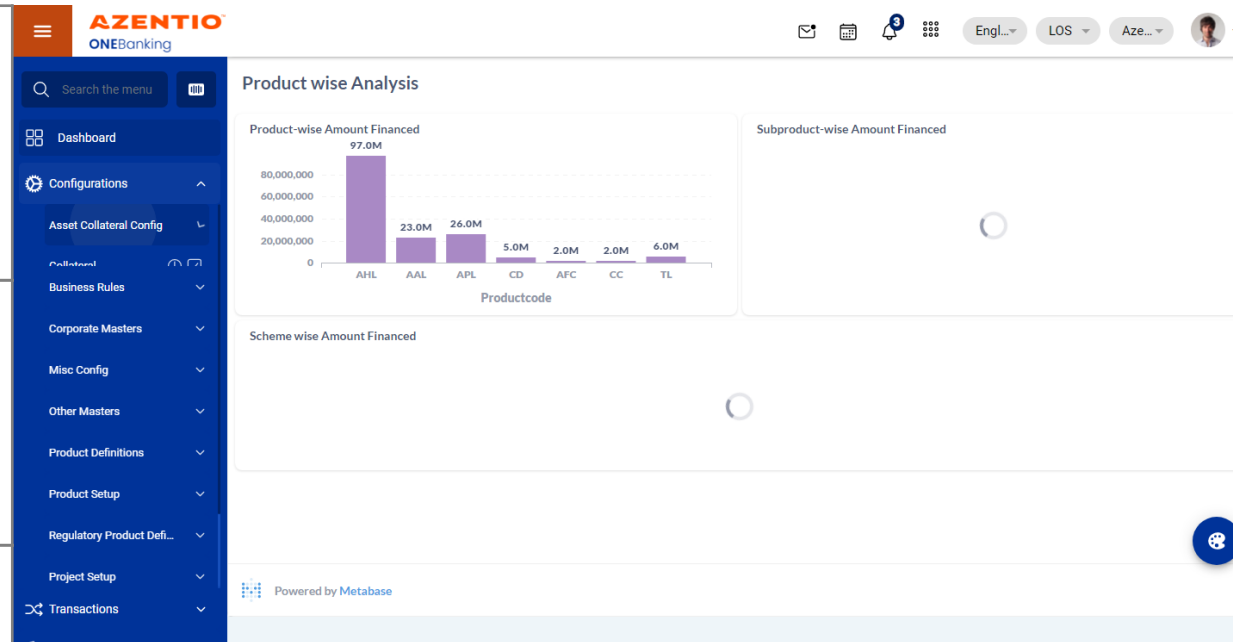 AZENTIO
ONEBanking
3
Engl...
LOS
Aze...
Search the menu
Dashboard
Configurations
Asset Collateral Config
Collateral
Business Rules
Corporate Masters
Misc Config
Other Masters
Product Definitions
Product Setup
Regulatory Product Defi...
Project Setup
Transactions
Product wise Analysis
Product-wise Amount Financed
97.0M
80,000,000
60,000,000
40,000,000
20,000,000
0
23.0M
26.0M
5.0M
2.0M
2.0M
6.0M
AHL AAL APL CD AFC CC TL
Productcode
Subproduct-wise Amount Financed
Scheme wise Amount Financed
Powered by Metabase